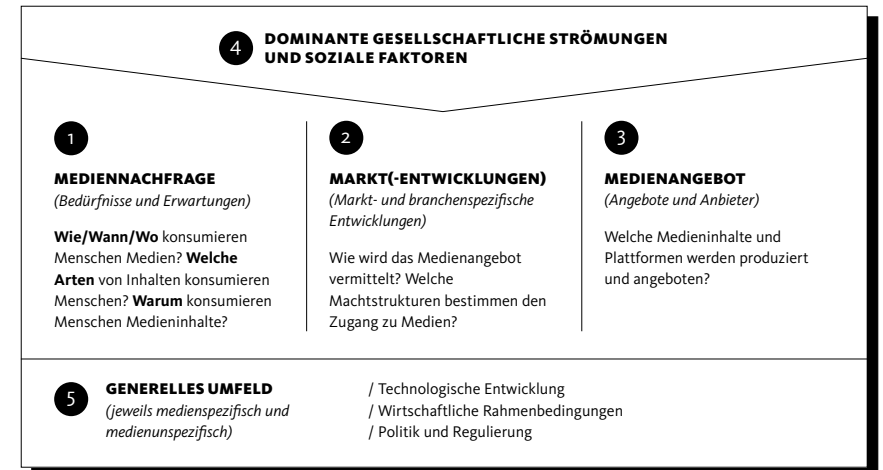 4
DOMINANTE GESELLSCHAFTLICHE STRÖMUNGEN
UND SOZIALE FAKTOREN
1
MEDIENNACHFRAGE
(Bedürfnisse und Erwartungen)
Wie/Wann/Wo konsumieren
Menschen Medien? Welche
Arten von Inhalten konsumieren
Menschen? Warum konsumieren
Menschen Medieninhalte?
2
MARKT(-ENTWICKLUNGEN)
(Markt- und branchenspezifische
Entwicklungen)
Wie wird das Medienangebot
vermittelt? Welche
Machtstrukturen bestimmen den
Zugang zu Medien?
3
MEDIENANGEBOT
(Angebote und Anbieter)
Welche Medieninhalte und
Plattformen werden produziert
und angeboten?
5
GENERELLES UMFELD
(jeweils medienspezifisch und
medienunspezifisch)
/ Technologische Entwicklung
/ Wirtschaftliche Rahmenbedingungen
/ Politik und Regulierung